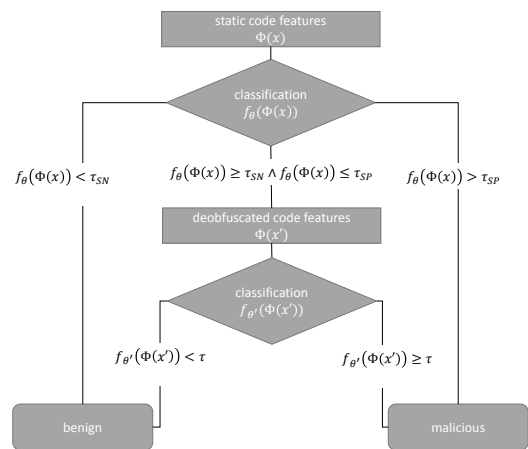 static code features
Φ(x)
classification
f_θ(Φ(x))
f_θ(Φ(x)) < τ_SN
f_θ(Φ(x)) ≥ τ_SN ∧ f_θ(Φ(x)) ≤ τ_SP
f_θ(Φ(x)) > τ_SP
deobfuscated code features
Φ(x′)
classification
f_θ′(Φ(x′))
f_θ′(Φ(x′)) < τ
f_θ′(Φ(x′)) ≥ τ
benign
malicious